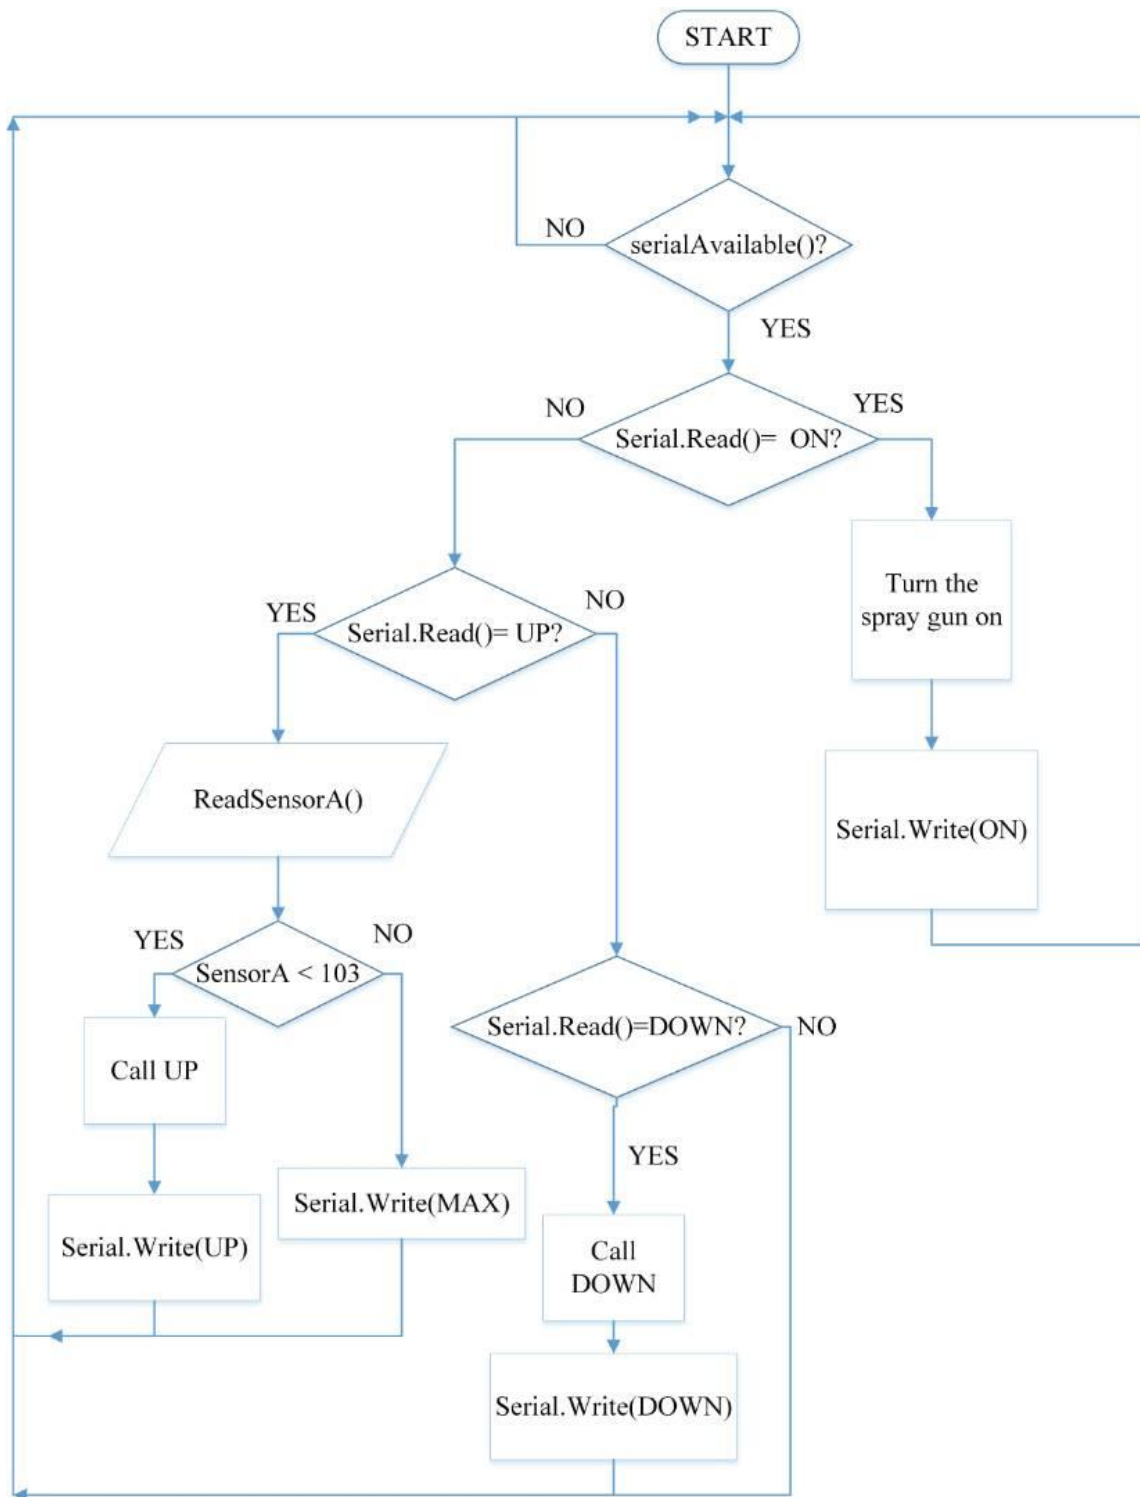 START
NO
serialAvailable()?
YES
NO
YES
Serial.Read()= ON?
Turn the
spray gun on
YES
NO
Serial.Read()= UP?
ReadSensorA()
Serial.Write(ON)
YES
NO
SensorA < 103
Serial.Read()=DOWN?
NO
Call UP
YES
Serial.Write(MAX)
Serial.Write(UP)
Call
DOWN
Serial.Write(DOWN)